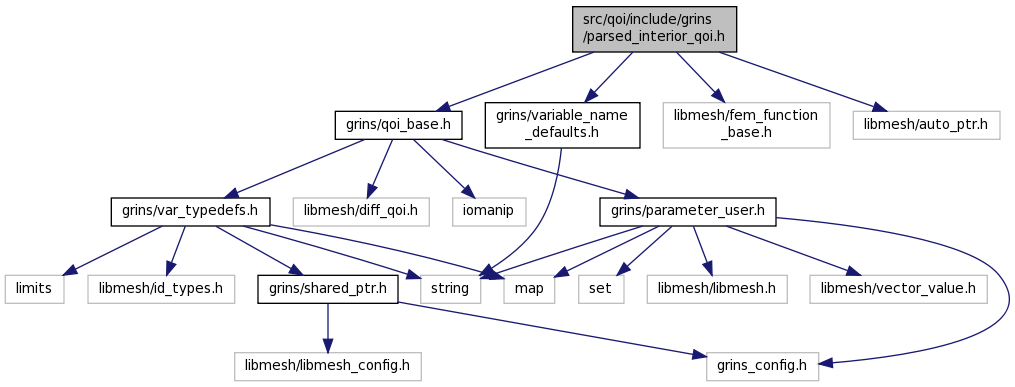 src/qoi/include/grins
/parsed_interior_qoi.h
grins/qoi_base.h
grins/variable_name
_defaults.h
libmesh/fem_function
_base.h
libmesh/auto_ptr.h
grins/var_typedefs.h
libmesh/diff_qoi.h
iomanip
grins/parameter_user.h
limits
libmesh/id_types.h
grins/shared_ptr.h
string
map
set
libmesh/libmesh.h
libmesh/vector_value.h
libmesh/libmesh_config.h
grins_config.h